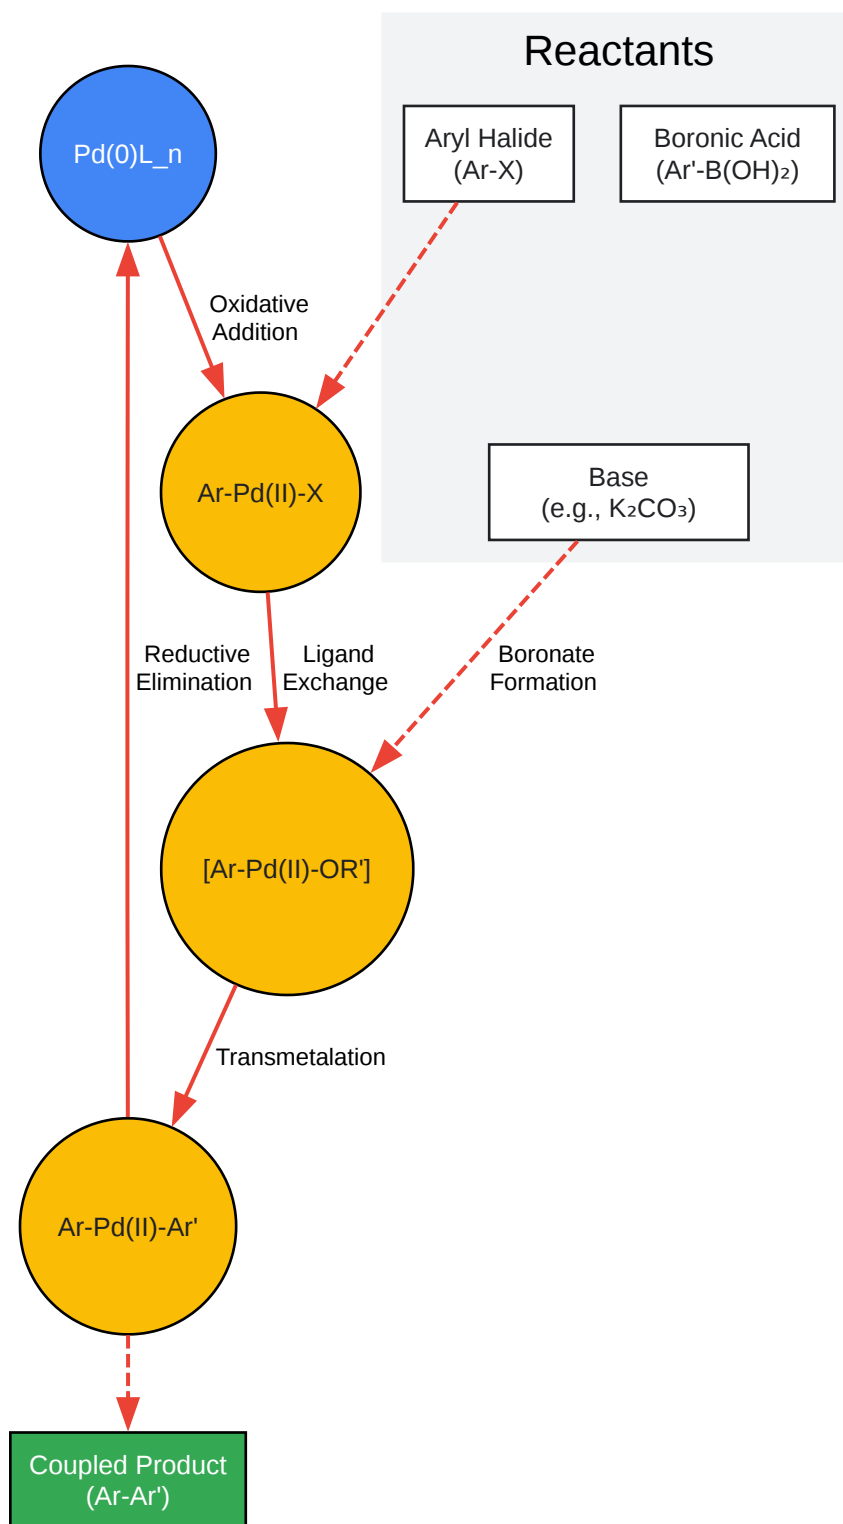 Reactants
Pd(0)L_n
Aryl Halide
(Ar-X)
Boronic Acid
(Ar'-B(OH)₂)
Oxidative
Addition
Ar-Pd(II)-X
Base
(e.g., K₂CO₃)
Reductive
Elimination
Ligand
Exchange
Boronate
Formation
[Ar-Pd(II)-OR']
Transmetalation
Ar-Pd(II)-Ar'
Coupled Product
(Ar-Ar')